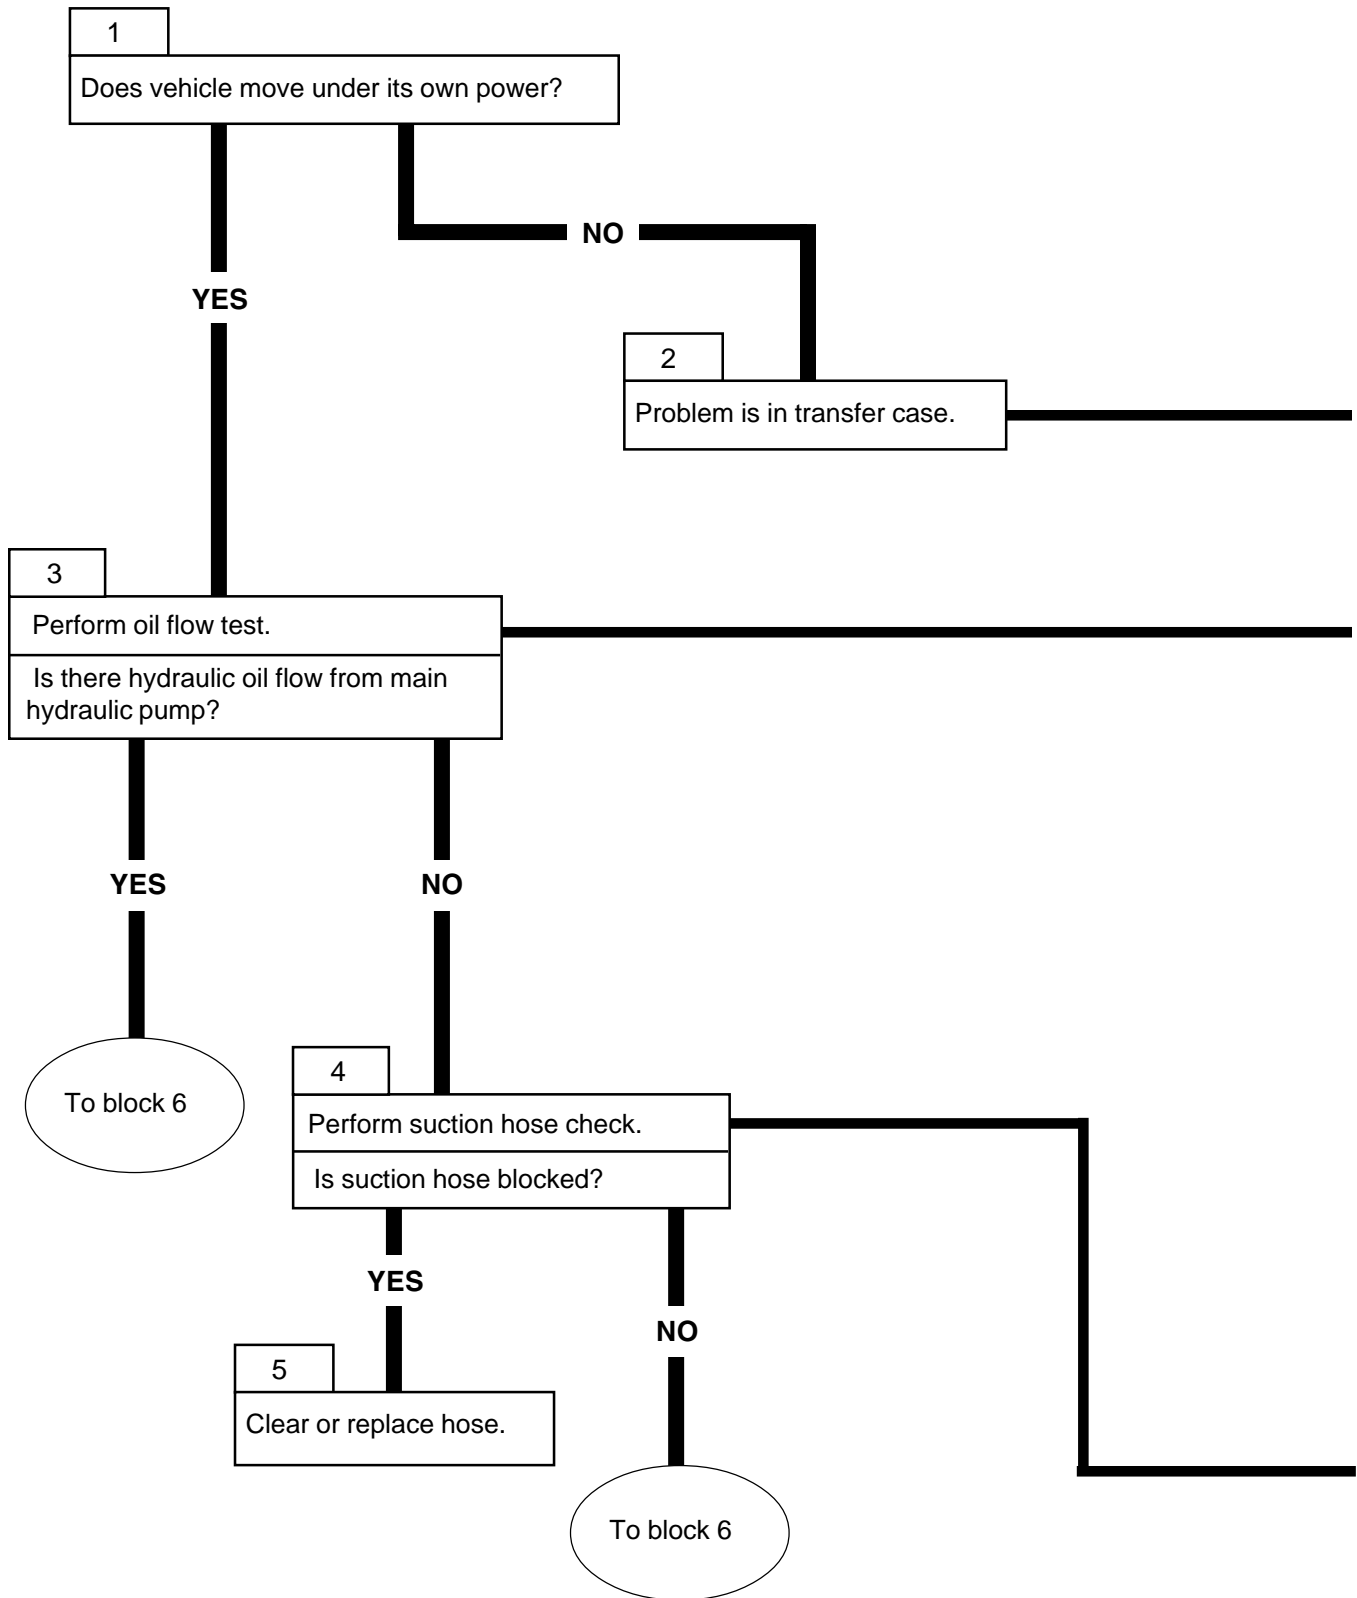 1
Does vehicle move under its own power?
NO
YES
2
Problem is in transfer case.
3
Perform oil flow test.
Is there hydraulic oil flow from main
hydraulic pump?
YES
NO
To block 6
4
Perform suction hose check.
Is suction hose blocked?
YES
NO
5
Clear or replace hose.
To block 6